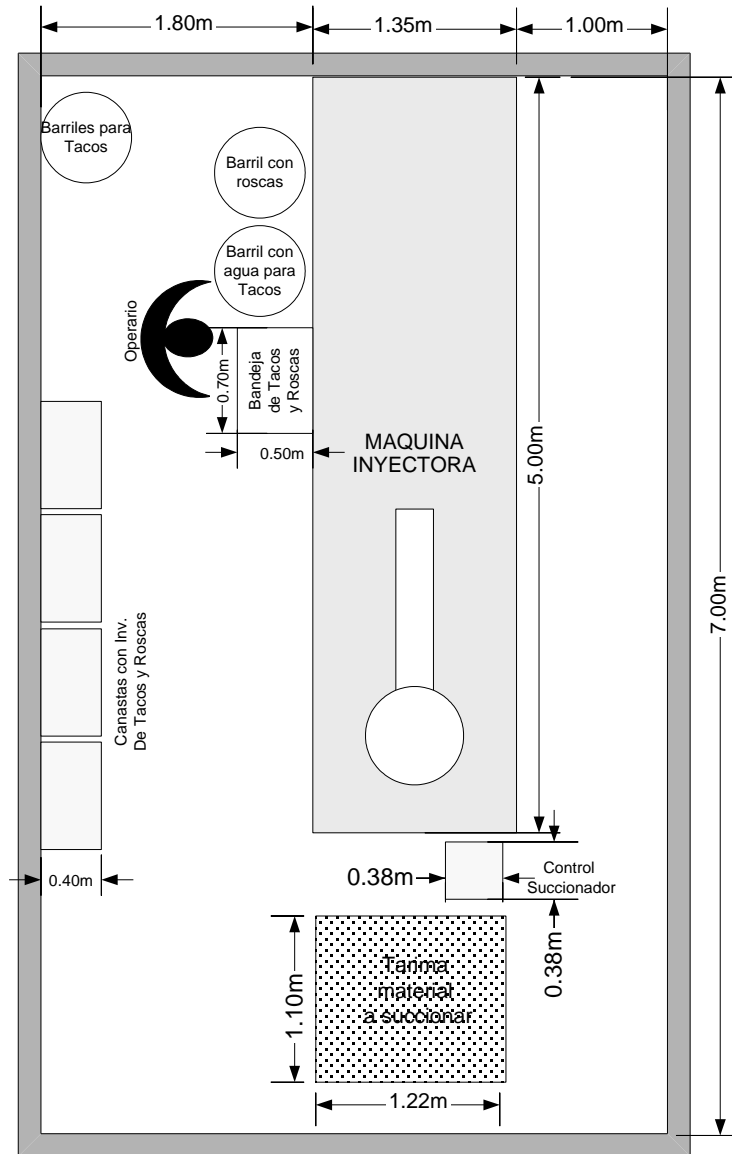 1.80m
1.35m
1.00m
Barriles para
Tacos
Barril con
roscas
Barril con
agua para
Tacos
Operario
0.70m
Bandeja
de Tacos
y Roscas
0.50m
MAQUINA
INYECTORA
5.00m
7.00m
Canastas con Inv.
De Tacos y Roscas
0.40m
0.38m
Control
Succionador
0.38m
Tarima
material
a succionar
1.10m
1.22m